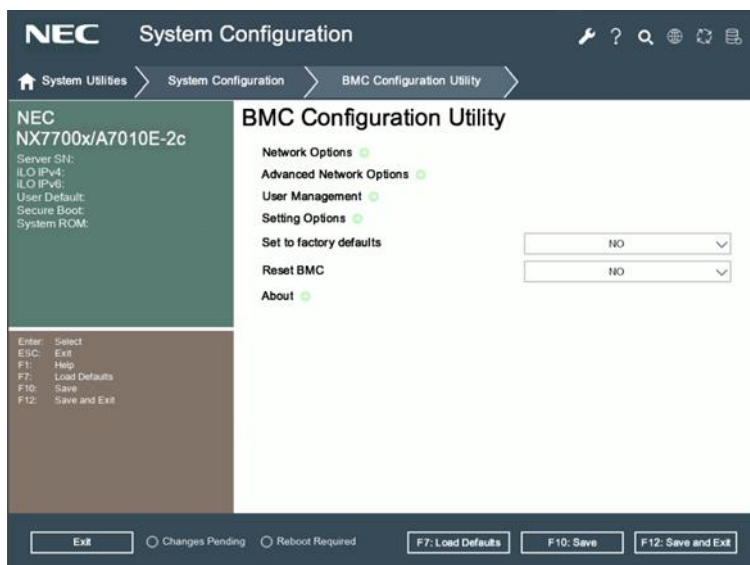 NEC System Configuration
System Utilities System Configuration BMC Configuration Utility
NEC
NX7700x/A7010E-2c
Server SN:
iLO IPv4:
iLO IPv6:
User Default:
Secure Boot:
System ROM:
Enter: Select
ESC: Exit
F1: Help
F7: Load Defaults
F10: Save
F12: Save and Exit
BMC Configuration Utility
Network Options
Advanced Network Options
User Management
Setting Options
Set to factory defaults NO
Reset BMC NO
About
Exit Changes Pending Reboot Required F7: Load Defaults F10: Save F12: Save and Exit